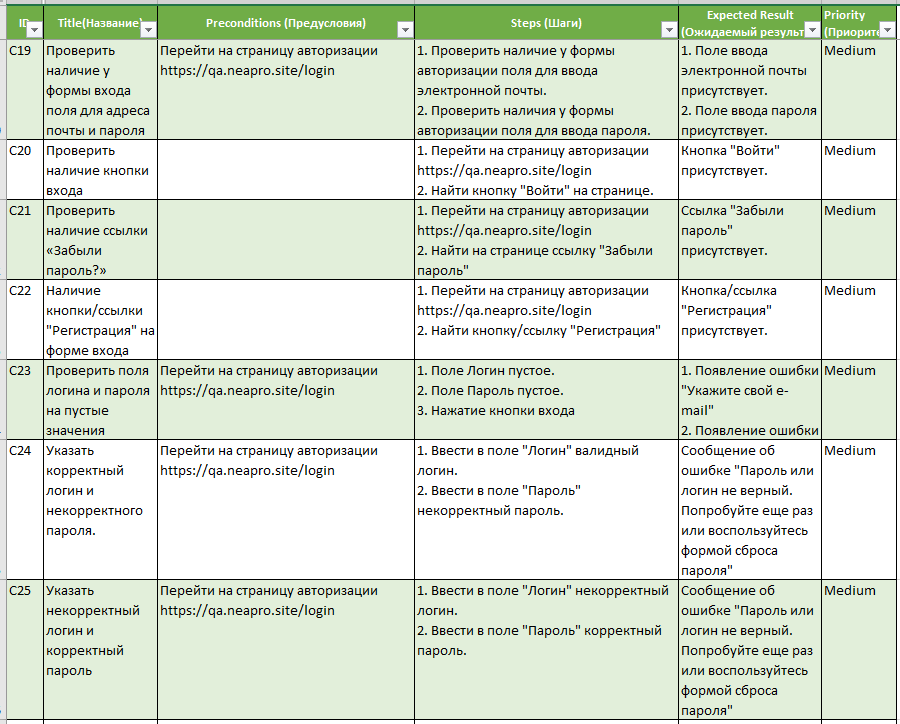 ID
Title(Название)
Preconditions (Предусловия)
Steps (Шаги)
Expected Result
(Ожидаемый результ
Priority
(Приорите
C19
Проверить
наличие у
формы входа
поля для адреса
почты и пароля
Перейти на страницу авторизации
https://qa.neapro.site/login
1. Проверить наличие у формы
авторизации поля для ввода
электронной почты.
2. Проверить наличия у формы
авторизации поля для ввода пароля.
1. Поле ввода
электронной почты
присутствует.
2. Поле ввода пароля
присутствует.
Medium
C20
Проверить
наличие кнопки
входа
1. Перейти на страницу авторизации
https://qa.neapro.site/login
2. Найти кнопку "Войти" на странице.
Кнопка "Войти"
присутствует.
Medium
C21
Проверить
наличие ссылки
«Забыли
пароль?»
1. Перейти на страницу авторизации
https://qa.neapro.site/login
2. Найти на странице ссылку "Забыли
пароль"
Ссылка "Забыли
пароль"
присутствует.
Medium
C22
Наличие
кнопки/ссылки
"Регистрация" на
форме входа
1. Перейти на страницу авторизации
https://qa.neapro.site/login
2. Найти кнопку/ссылку "Регистрация"
Кнопка/ссылка
"Регистрация"
присутствует.
Medium
C23
Проверить поля
логина и пароля
на пустые
значения
Перейти на страницу авторизации
https://qa.neapro.site/login
1. Поле Логин пустое.
2. Поле Пароль пустое.
3. Нажатие кнопки входа
1. Появление ошибки
"Укажите свой e-
mail"
2. Появление ошибки
Medium
C24
Указать
корректный
логин и
некорректного
пароля.
Перейти на страницу авторизации
https://qa.neapro.site/login
1. Ввести в поле "Логин" валидный
логин.
2. Ввести в поле "Пароль"
некорректный пароль.
Сообщение об
ошибке "Пароль или
логин не верный.
Попробуйте еще раз
или воспользуйтесь
формой сброса
пароля"
Medium
C25
Указать
некорректный
логин и
корректный
пароль
Перейти на страницу авторизации
https://qa.neapro.site/login
1. Ввести в поле "Логин" некорректный
логин.
2. Ввести в поле "Пароль" корректный
пароль.
Сообщение об
ошибке "Пароль или
логин не верный.
Попробуйте еще раз
или воспользуйтесь
формой сброса
пароля"
Medium